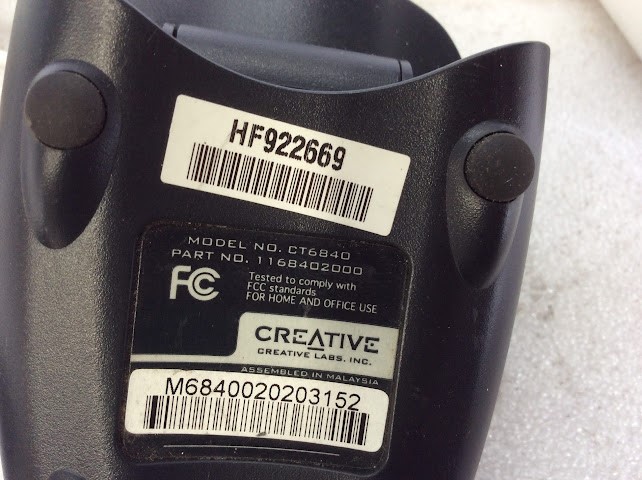 HF922669
MODEL NO. CT6840
PART NO. 1168402000
FC
Tested to comply with
FCC standards
FOR HOME AND OFFICE USE
CREATIVE
CREATIVE LABS, INC.
ASSEMBLED IN MALAYSIA
M6840020203152